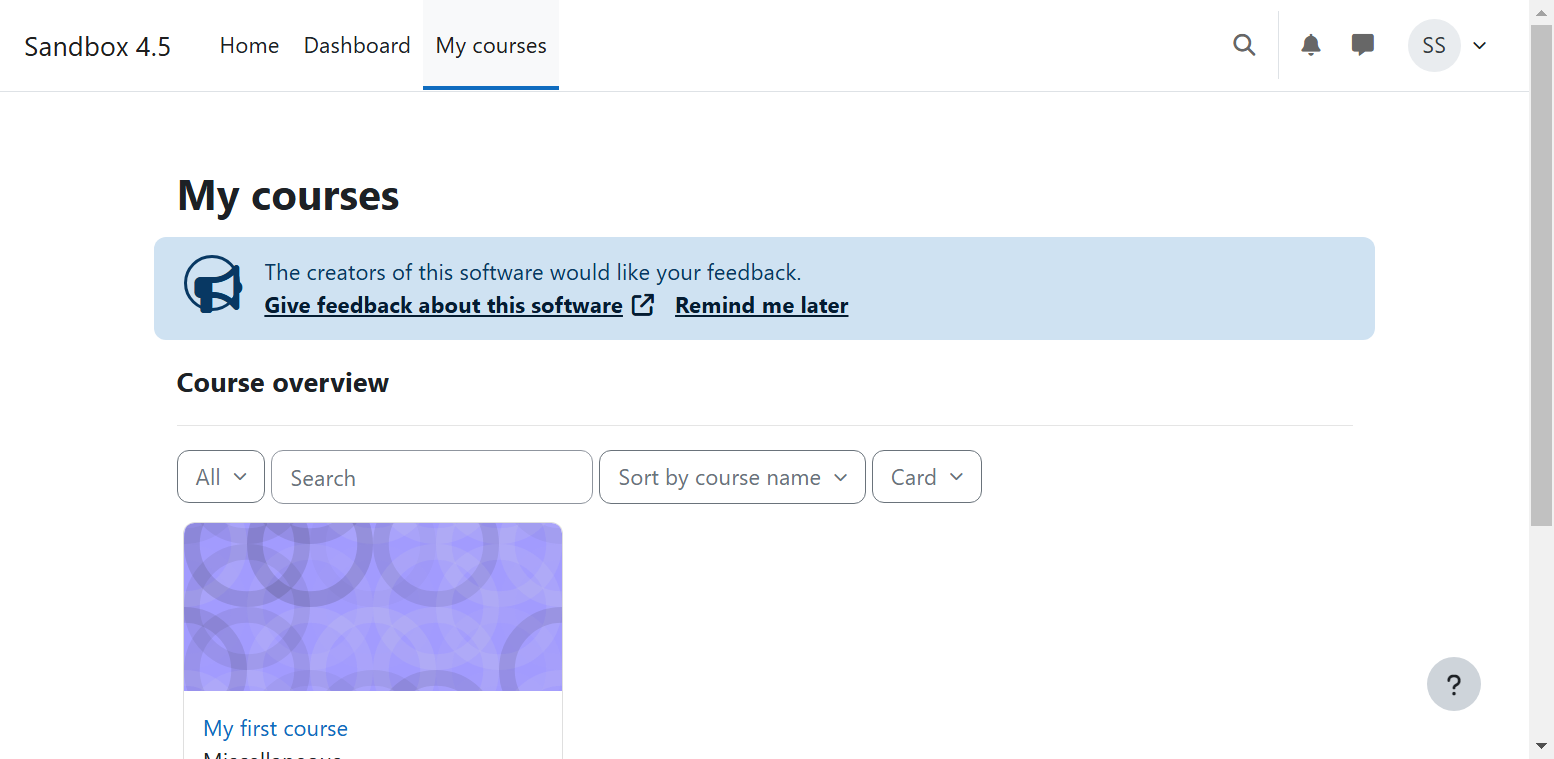 Sandbox 4.5 Home Dashboard My courses SS
My courses
The creators of this software would like your feedback.
Give feedback about this software Remind me later
Course overview
All Search Sort by course name Card
My first course
Miscellaneous
?